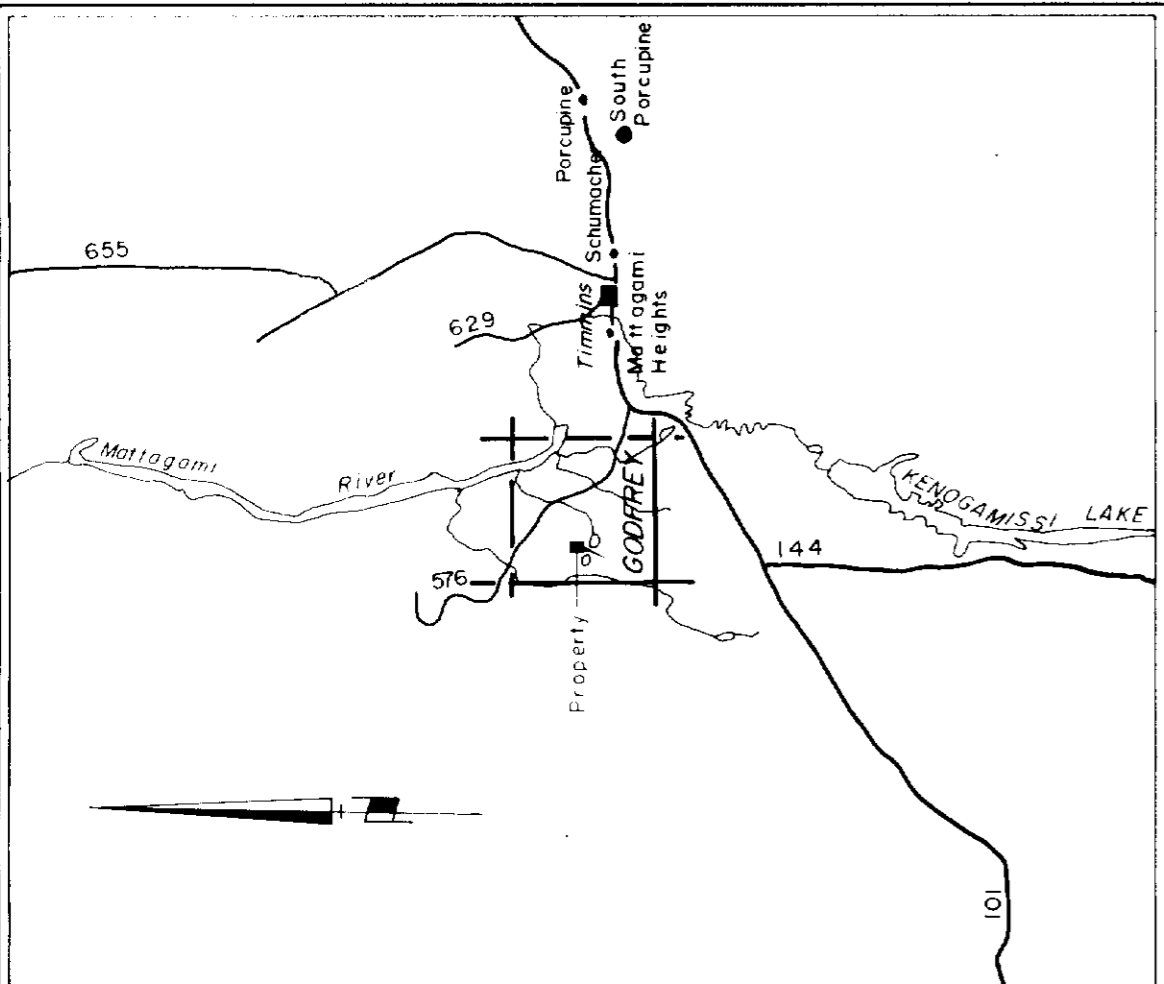 Porcupine
South
Porcupine
Schumacher
655
629
Timmins
Mattagami
Heights
Mattagami
River
GODFREY
KENOGAMISSI LAKE
576
144
Property
101